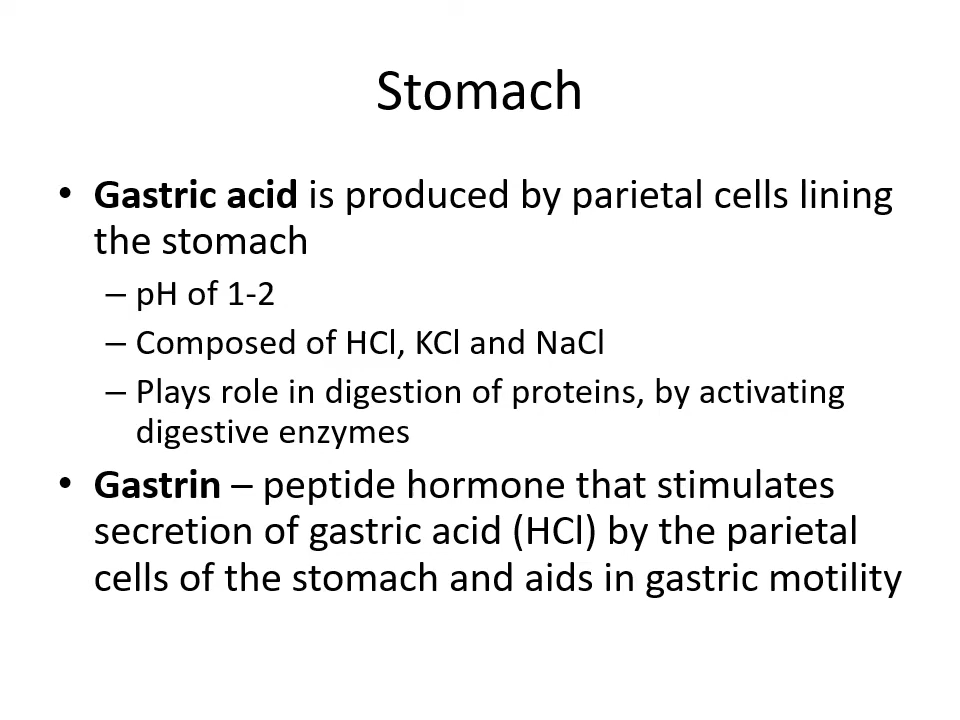 Stomach
• Gastric acid is produced by parietal cells lining
the stomach
– pH of 1-2
– Composed of HCl, KCl and NaCl
– Plays role in digestion of proteins, by activating
digestive enzymes
• Gastrin – peptide hormone that stimulates
secretion of gastric acid (HCl) by the parietal
cells of the stomach and aids in gastric motility